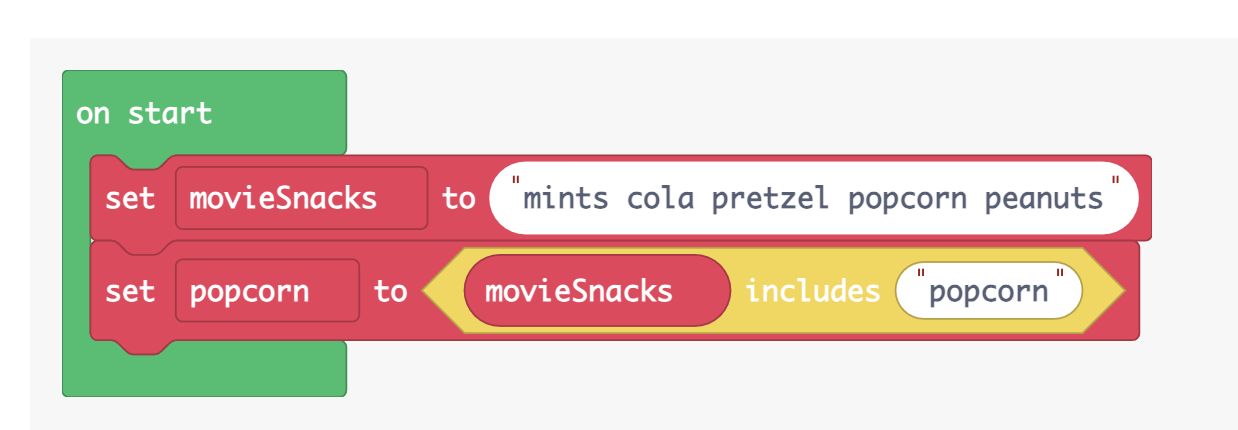 on start
set movieSnacks to "mints cola pretzel popcorn peanuts"
set popcorn to movieSnacks includes "popcorn"